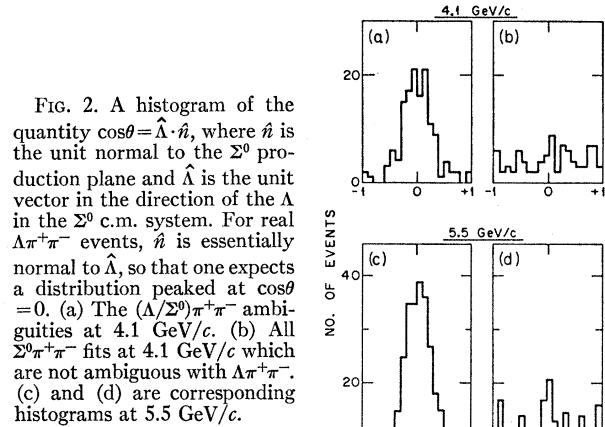 FIG. 2. A histogram of the
quantity cosθ=Λ̂·n̂, where n̂ is
the unit normal to the Σ⁰ pro-
duction plane and Λ̂ is the unit
vector in the direction of the Λ
in the Σ⁰ c.m. system. For real
Λπ⁺π⁻ events, n̂ is essentially
normal to Λ̂, so that one expects
a distribution peaked at cosθ
=0. (a) The (Λ/Σ⁰)π⁺π⁻ ambi-
guities at 4.1 GeV/c. (b) All
Σ⁰π⁺π⁻ fits at 4.1 GeV/c which
are not ambiguous with Λπ⁺π⁻.
(c) and (d) are corresponding
histograms at 5.5 GeV/c.
4.1 GeV/c
(a) (b)
20
0
-1 0 +1 -1 0 +1
5.5 GeV/c
(c) (d)
40
20
NO. OF EVENTS